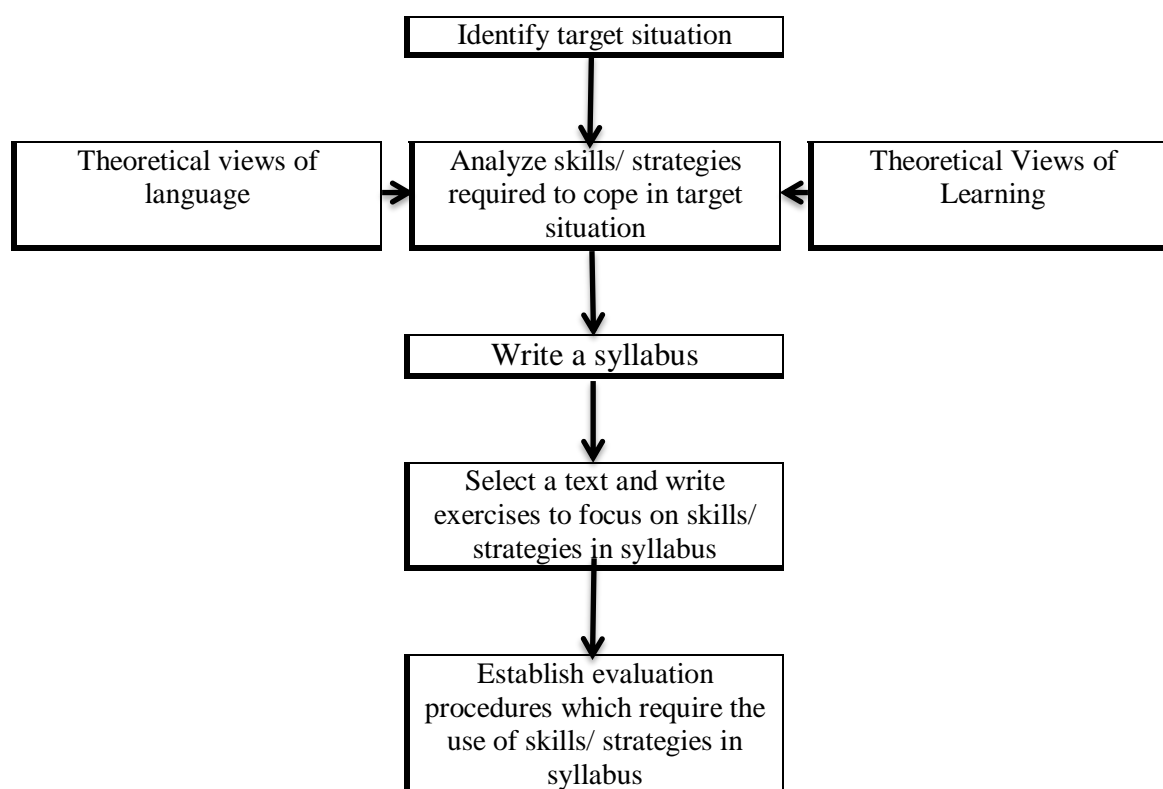 Identify target situation
Theoretical views of
language
Analyze skills/ strategies
required to cope in target
situation
Theoretical Views of
Learning
Write a syllabus
Select a text and write
exercises to focus on skills/
strategies in syllabus
Establish evaluation
procedures which require the
use of skills/ strategies in
syllabus